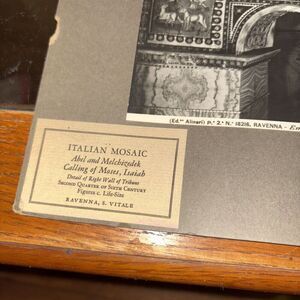 (Ed.ne Alinari) P.e 2.a N.o 18216. RAVENNA -
ITALIAN MOSAIC
Abel and Melchizedek
Calling of Moses, Isaiah
Detail of Right Wall of Tribune
Second Quarter of Sixth Century
Figures c. Life-Size
RAVENNA, S. VITALE